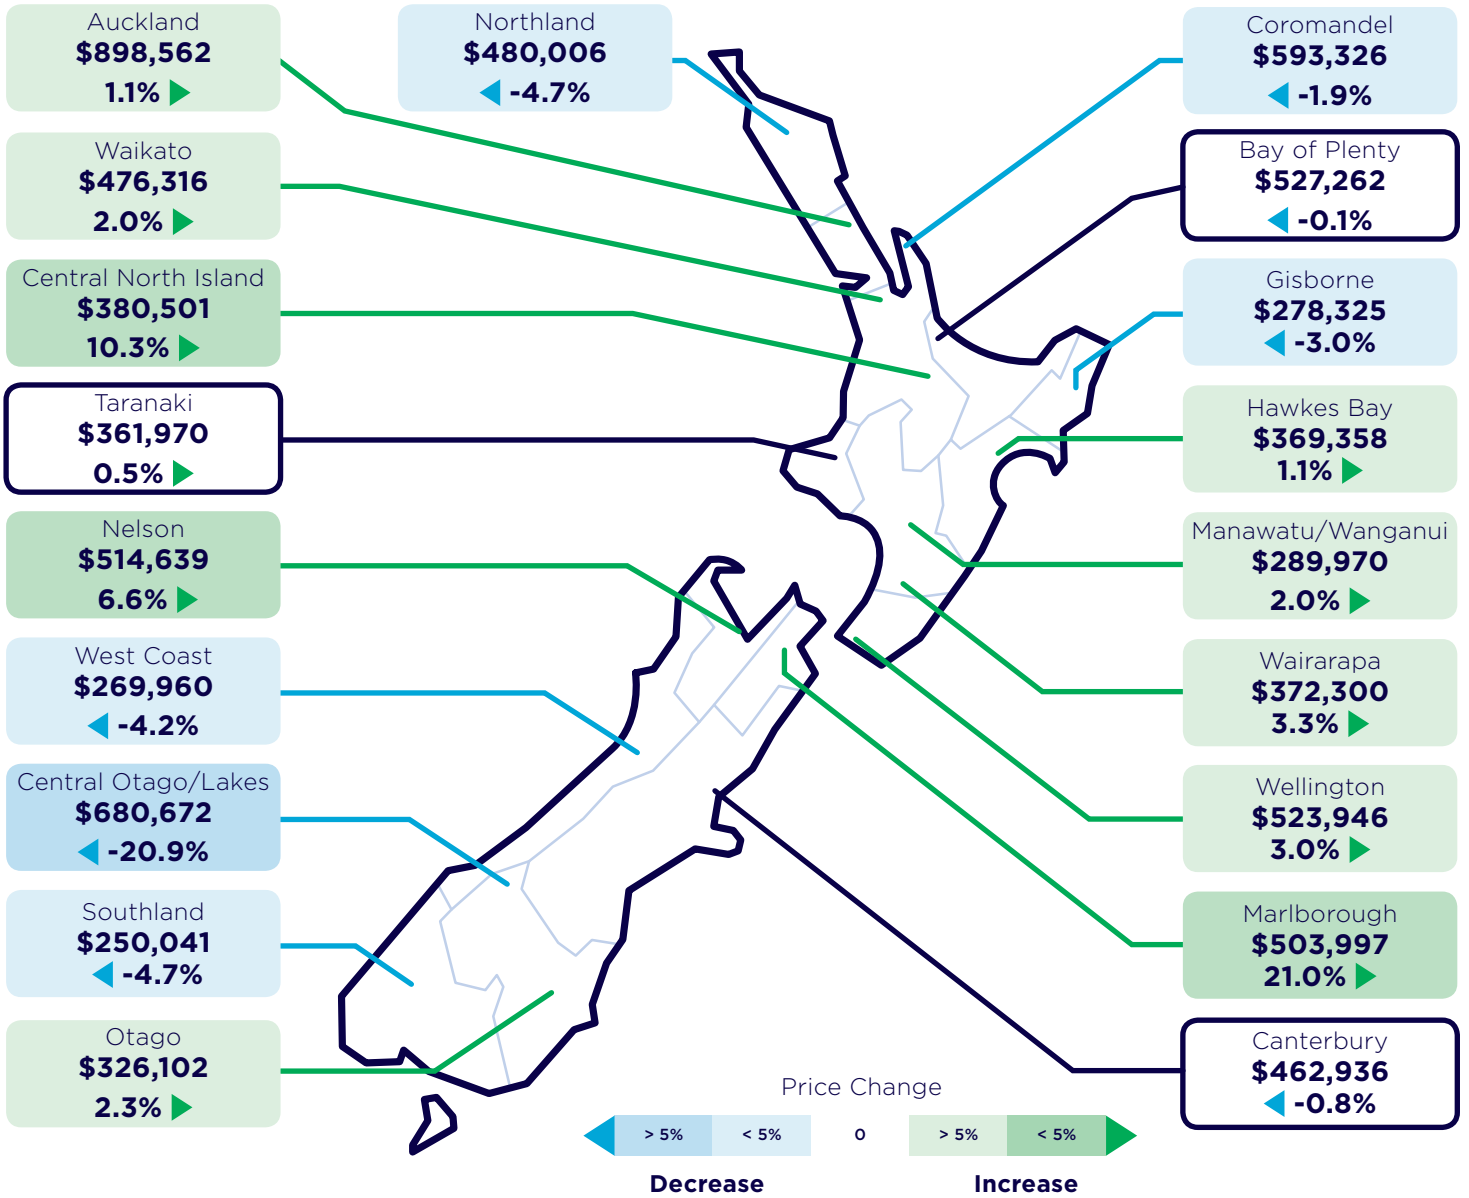 Auckland
$898,562
1.1%
Northland
$480,006
-4.7%
Coromandel
$593,326
-1.9%
Waikato
$476,316
2.0%
Bay of Plenty
$527,262
-0.1%
Central North Island
$380,501
10.3%
Gisborne
$278,325
-3.0%
Taranaki
$361,970
0.5%
Hawkes Bay
$369,358
1.1%
Nelson
$514,639
6.6%
Manawatu/Wanganui
$289,970
2.0%
West Coast
$269,960
-4.2%
Wairarapa
$372,300
3.3%
Central Otago/Lakes
$680,672
-20.9%
Wellington
$523,946
3.0%
Southland
$250,041
-4.7%
Marlborough
$503,997
21.0%
Otago
$326,102
2.3%
Canterbury
$462,936
-0.8%
Price Change
> 5% < 5% 0 > 5% < 5%
Decrease Increase